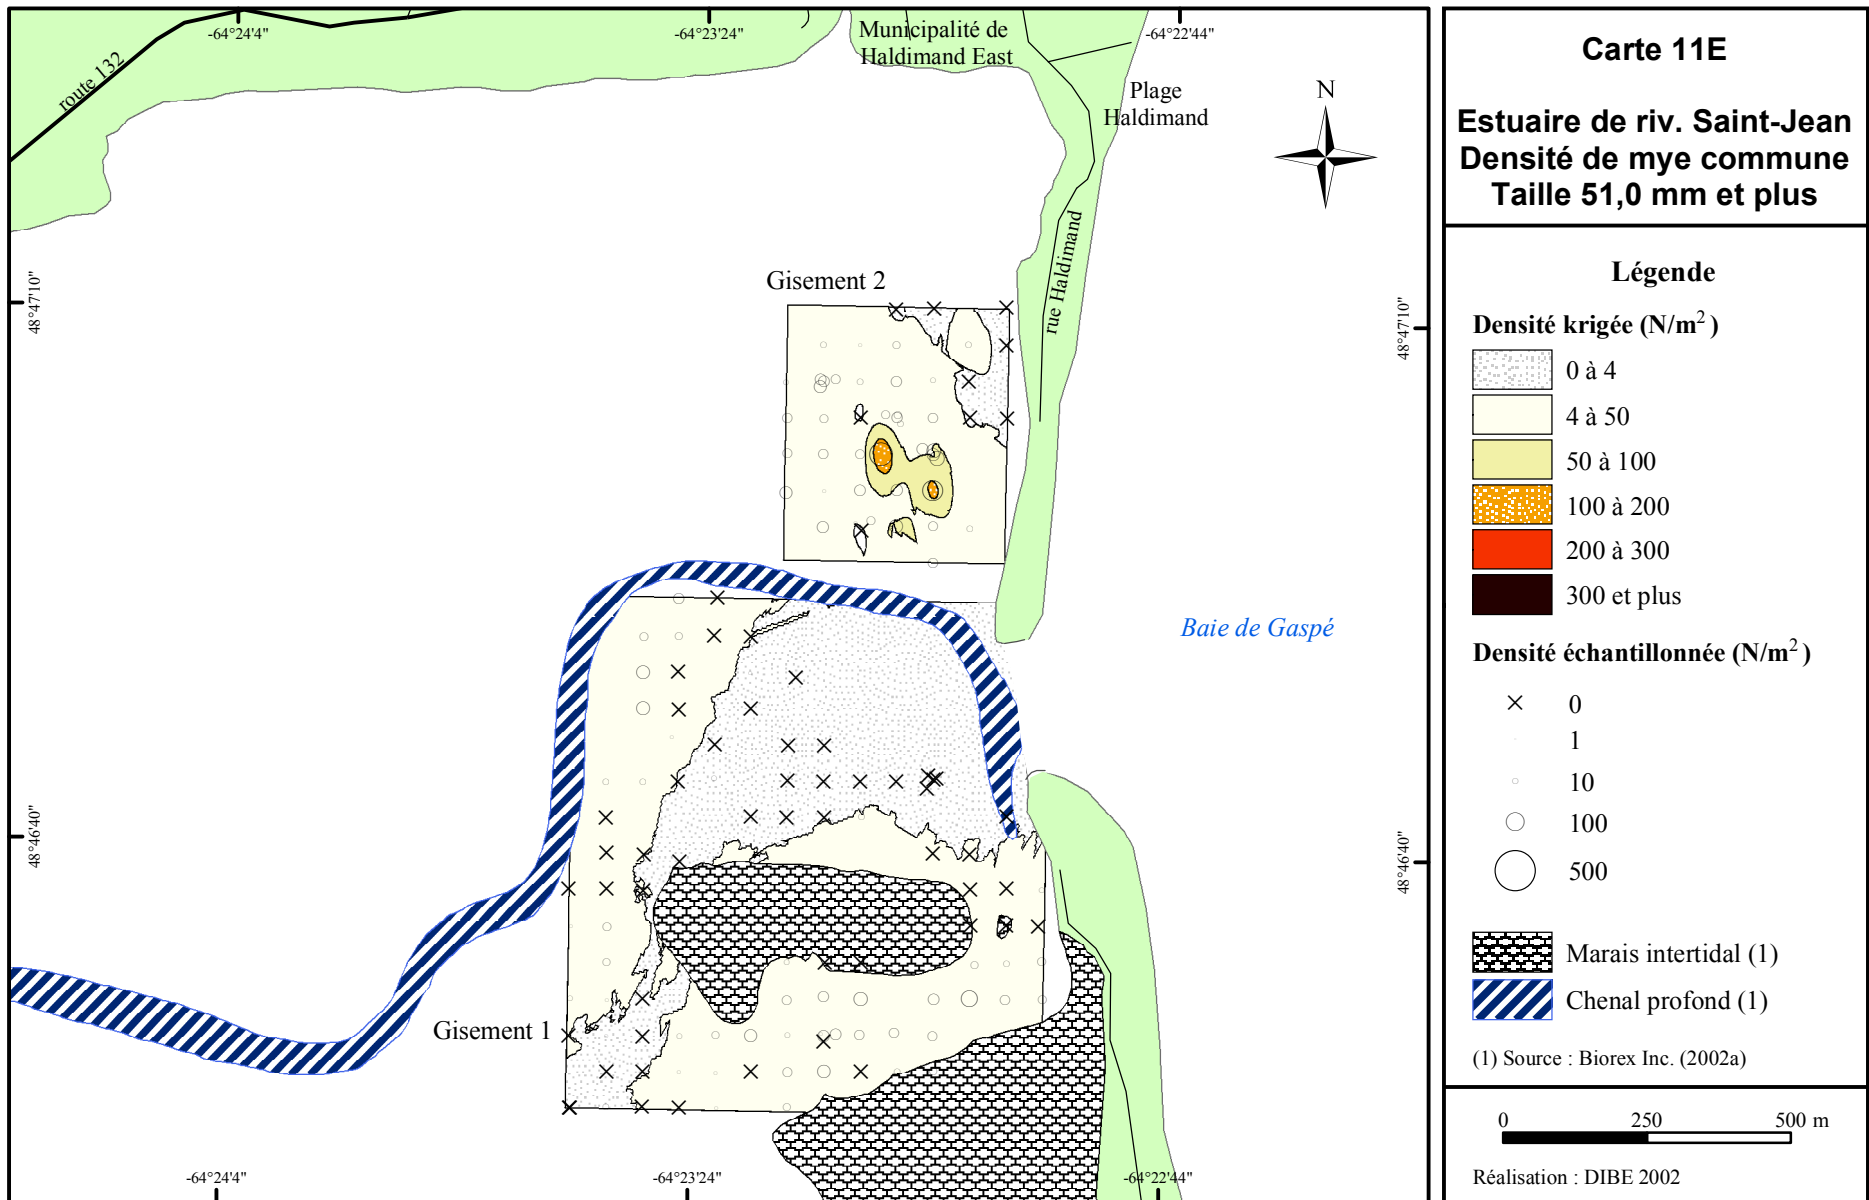 -64°24'4"
-64°23'24"
-64°22'44"
Municipalité de
Haldimand East
route 132
Plage
Haldimand
N
rue Haldimand
48°47'10"
48°47'10"
Gisement 2
Baie de Gaspé
48°46'40"
48°46'40"
Gisement 1
-64°24'4"
-64°23'24"
-64°22'44"
Carte 11E
Estuaire de riv. Saint-Jean
Densité de mye commune
Taille 51,0 mm et plus
Légende
Densité krigée (N/m²)
0 à 4
4 à 50
50 à 100
100 à 200
200 à 300
300 et plus
Densité échantillonnée (N/m²)
0
1
10
100
500
Marais intertidal (1)
Chenal profond (1)
(1) Source : Biorex Inc. (2002a)
0 250 500 m
Réalisation : DIBE 2002